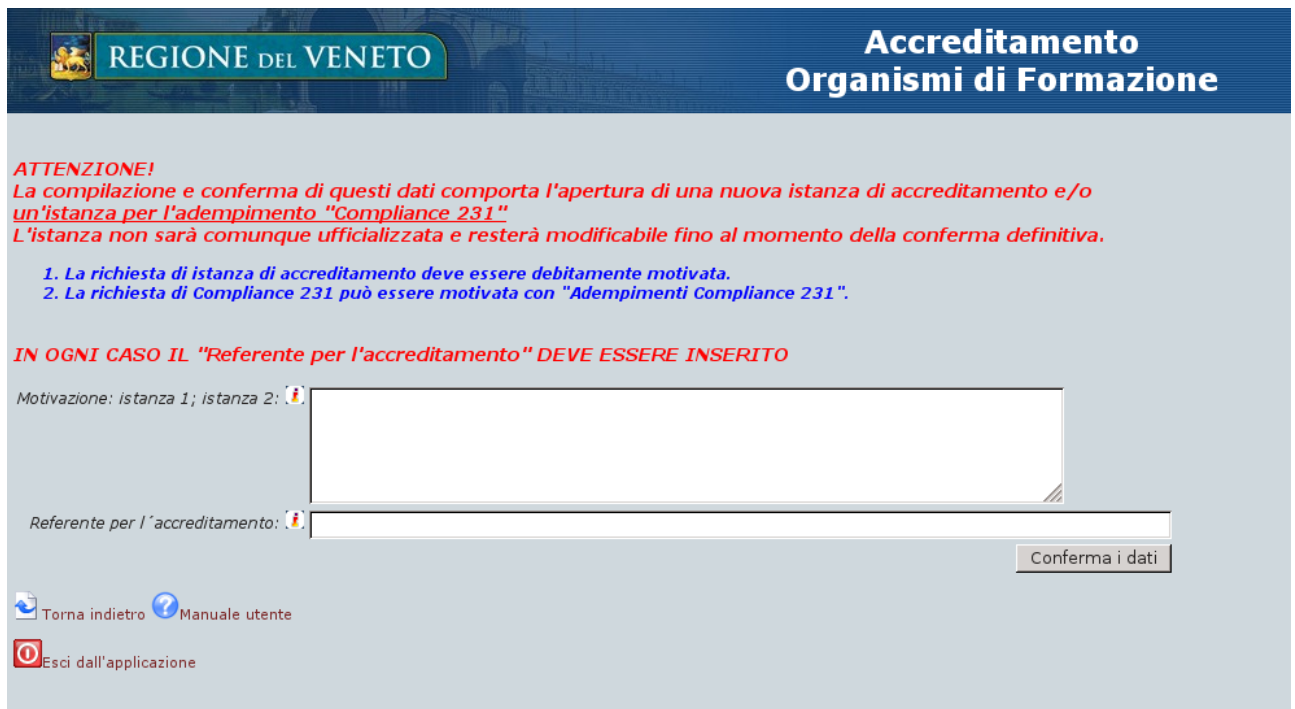 REGIONE DEL VENETO
Accreditamento
Organismi di Formazione
ATTENZIONE!
La compilazione e conferma di questi dati comporta l'apertura di una nuova istanza di accreditamento e/o
un'istanza per l'adempimento "Compliance 231"
L'istanza non sarà comunque ufficializzata e resterà modificabile fino al momento della conferma definitiva.
1. La richiesta di istanza di accreditamento deve essere debitamente motivata.
2. La richiesta di Compliance 231 può essere motivata con "Adempimenti Compliance 231".
IN OGNI CASO IL "Referente per l'accreditamento" DEVE ESSERE INSERITO
Motivazione: istanza 1; istanza 2:
Referente per l´accreditamento:
Conferma i dati
Torna indietro Manuale utente
Esci dall'applicazione